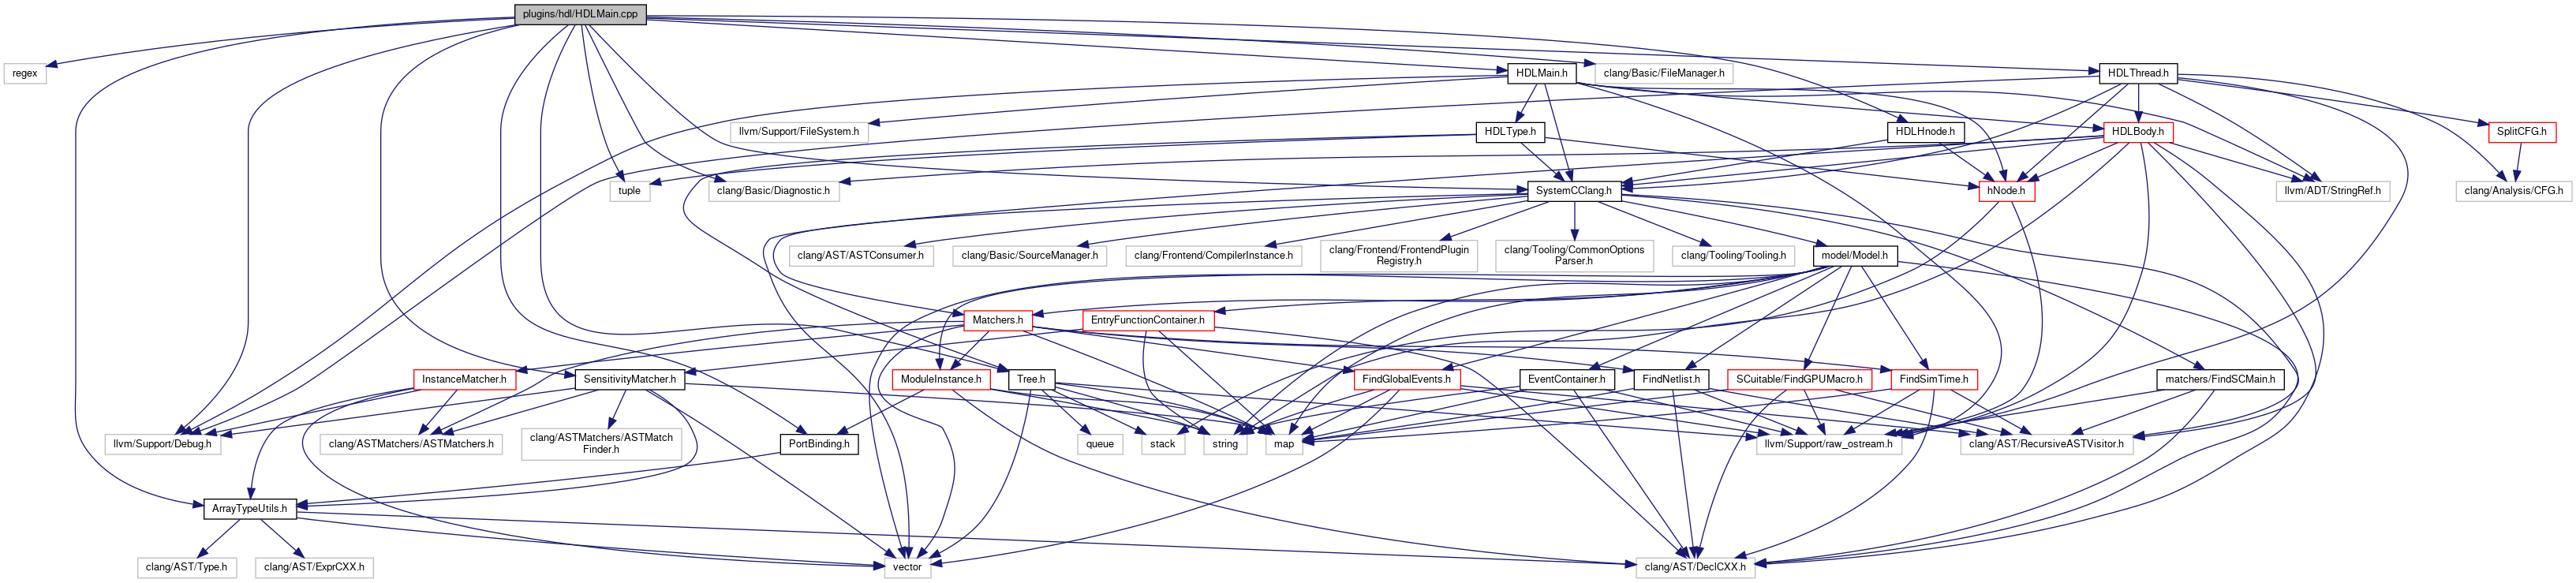 plugins/hdl/HDLMain.cpp
regex
HDLMain.h
clang/Basic/FileManager.h
HDLThread.h
llvm/Support/FileSystem.h
HDLType.h
HDLHnode.h
HDLBody.h
SplitCFG.h
tuple
clang/Basic/Diagnostic.h
SystemCClang.h
hNode.h
llvm/ADT/StringRef.h
clang/Analysis/CFG.h
clang/AST/ASTConsumer.h
clang/Basic/SourceManager.h
clang/Frontend/CompilerInstance.h
clang/Frontend/FrontendPlugin
Registry.h
clang/Tooling/CommonOptions
Parser.h
clang/Tooling/Tooling.h
model/Model.h
Matchers.h
EntryFunctionContainer.h
InstanceMatcher.h
SensitivityMatcher.h
ModuleInstance.h
Tree.h
FindGlobalEvents.h
EventContainer.h
FindNetlist.h
SCuitable/FindGPUMacro.h
FindSimTime.h
matchers/FindSCMain.h
llvm/Support/Debug.h
clang/ASTMatchers/ASTMatchers.h
clang/ASTMatchers/ASTMatch
Finder.h
PortBinding.h
queue
stack
string
map
llvm/Support/raw_ostream.h
clang/AST/RecursiveASTVisitor.h
ArrayTypeUtils.h
clang/AST/Type.h
clang/AST/ExprCXX.h
vector
clang/AST/DeclCXX.h